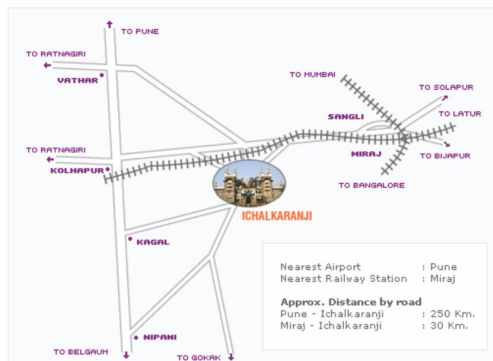 TO PUNE
TO RATNAGIRI
VATHAR
TO MUMBAI
TO SOLAPUR
SANGLI
TO LATUR
TO RATNAGIRI
KOLHAPUR
MIRAJ
TO BIJAPUR
TO BANGALORE
ICHALKARANJI
KAGAL
Nearest Airport : Pune
Nearest Railway Station : Miraj
Approx. Distance by road
Pune - Ichalkaranji : 250 Km.
Miraj - Ichalkaranji : 30 Km.
NIPANI
TO BELGAUM
TO GOKAK